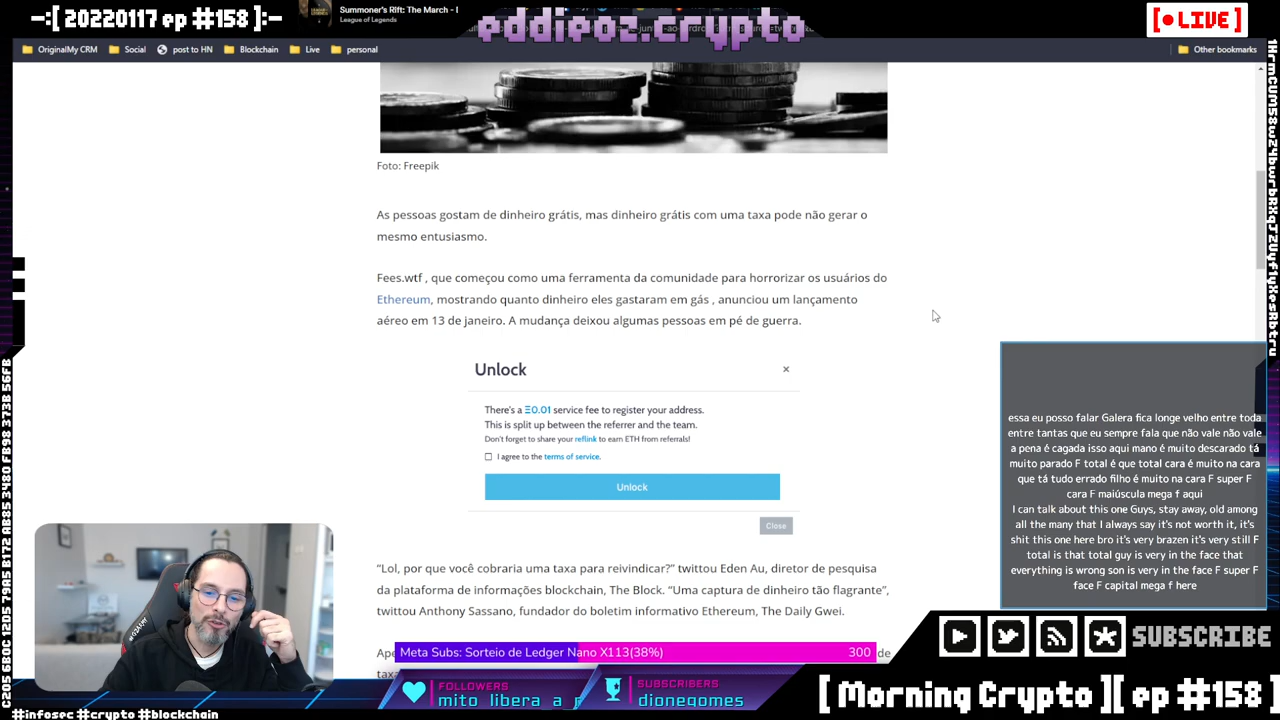 -:[ 20220117 ep #158 ]:-
Summoner's Rift: The March - I
League of Legends
eddieoz.crypto
[● LIVE]
OriginalMy CRM
Social
post to HN
Blockchain
Live
personal
Other bookmarks
Foto: Freepik
As pessoas gostam de dinheiro grátis, mas dinheiro grátis com uma taxa pode não gerar o
mesmo entusiasmo.
Fees.wtf , que começou como uma ferramenta da comunidade para horrorizar os usuários do
Ethereum, mostrando quanto dinheiro eles gastaram em gás , anunciou um lançamento
aéreo em 13 de janeiro. A mudança deixou algumas pessoas em pé de guerra.
Unlock
×
There's a Ξ0.01 service fee to register your address.
This is split up between the referrer and the team.
Don't forget to share your reflink to earn ETH from referrals!
I agree to the terms of service.
Unlock
Close
“Lol, por que você cobraria uma taxa para reivindicar?” twittou Eden Au, diretor de pesquisa
da plataforma de informações blockchain, The Block. “Uma captura de dinheiro tão flagrante”,
twittou Anthony Sassano, fundador do boletim informativo Ethereum, The Daily Gwei.
essa eu posso falar Galera fica longe velho entre toda
entre tantas que eu sempre fala que não vale não vale
a pena é cagada isso aqui mano é muito descarado tá
muito parado F total é que total cara é muito na cara
que tá tudo errado filho é muito na cara F super F
cara F maiúscula mega f aqui
I can talk about this one Guys, stay away, old among
all the many that I always say it's not worth it, it's
shit this one here bro it's very brazen it's very still F
total is that total guy is very in the face that
everything is wrong son is very in the face F super F
face F capital mega f here
Meta Subs: Sorteio de Ledger Nano X113(38%)
300
FOLLOWERS
mito libera a
SUBSCRIBERS
dionegomes
SUBSCRIBE
[ Morning Crypto ][ ep #158 ]
#infosec #crypto #blockchain